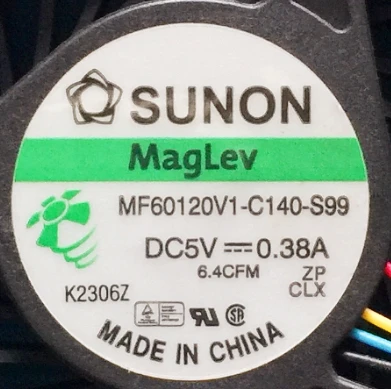 SUNON
MagLev
MF60120V1-C140-S99
DC5V ⎓ 0.38A
6.4CFM ZP
K2306Z CLX
MADE IN CHINA